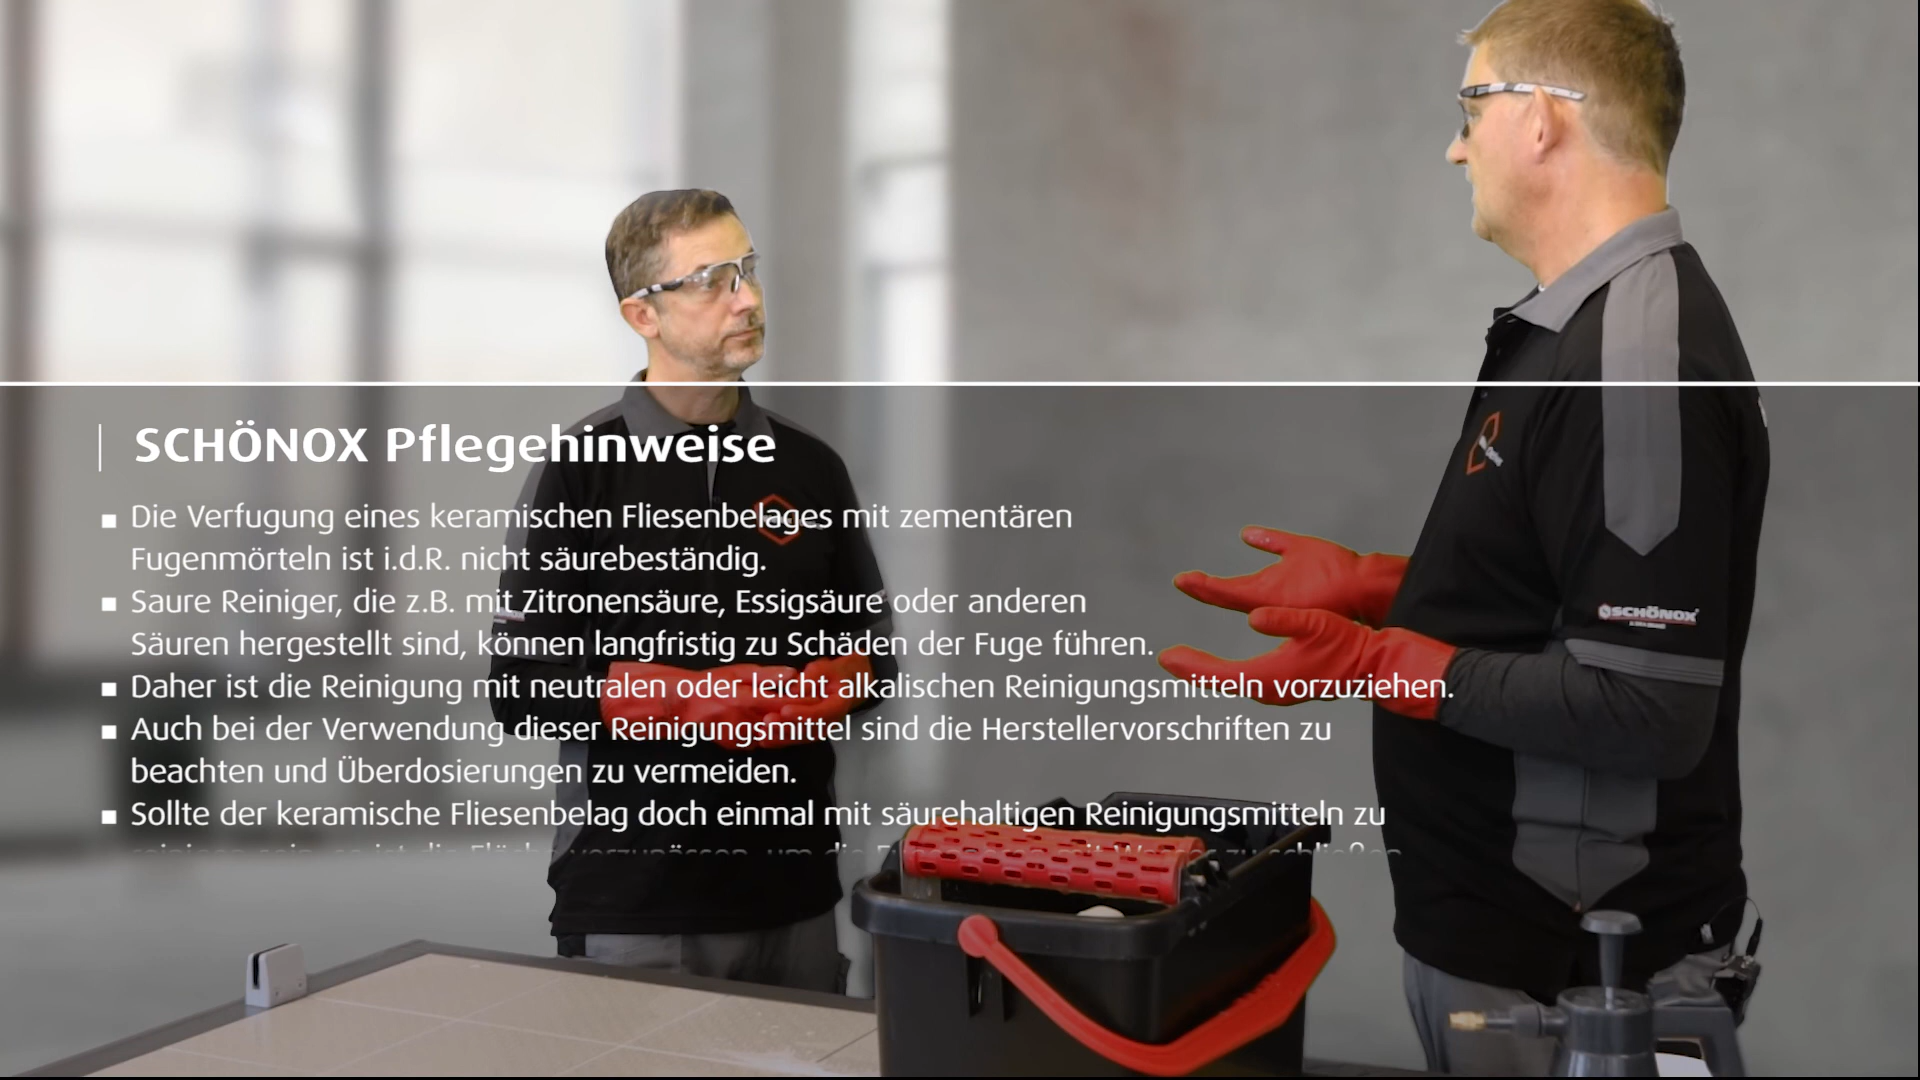 SCHÖNOX Pflegehinweise
Die Verfugung eines keramischen Fliesenbelages mit zementären
Fugenmörteln ist i.d.R. nicht säurebeständig.
Saure Reiniger, die z.B. mit Zitronensäure, Essigsäure oder anderen
Säuren hergestellt sind, können langfristig zu Schäden der Fuge führen.
Daher ist die Reinigung mit neutralen oder leicht alkalischen Reinigungsmitteln vorzuziehen.
Auch bei der Verwendung dieser Reinigungsmittel sind die Herstellervorschriften zu
beachten und Überdosierungen zu vermeiden.
Sollte der keramische Fliesenbelag doch einmal mit säurehaltigen Reinigungsmitteln zu
SCHÖNOX